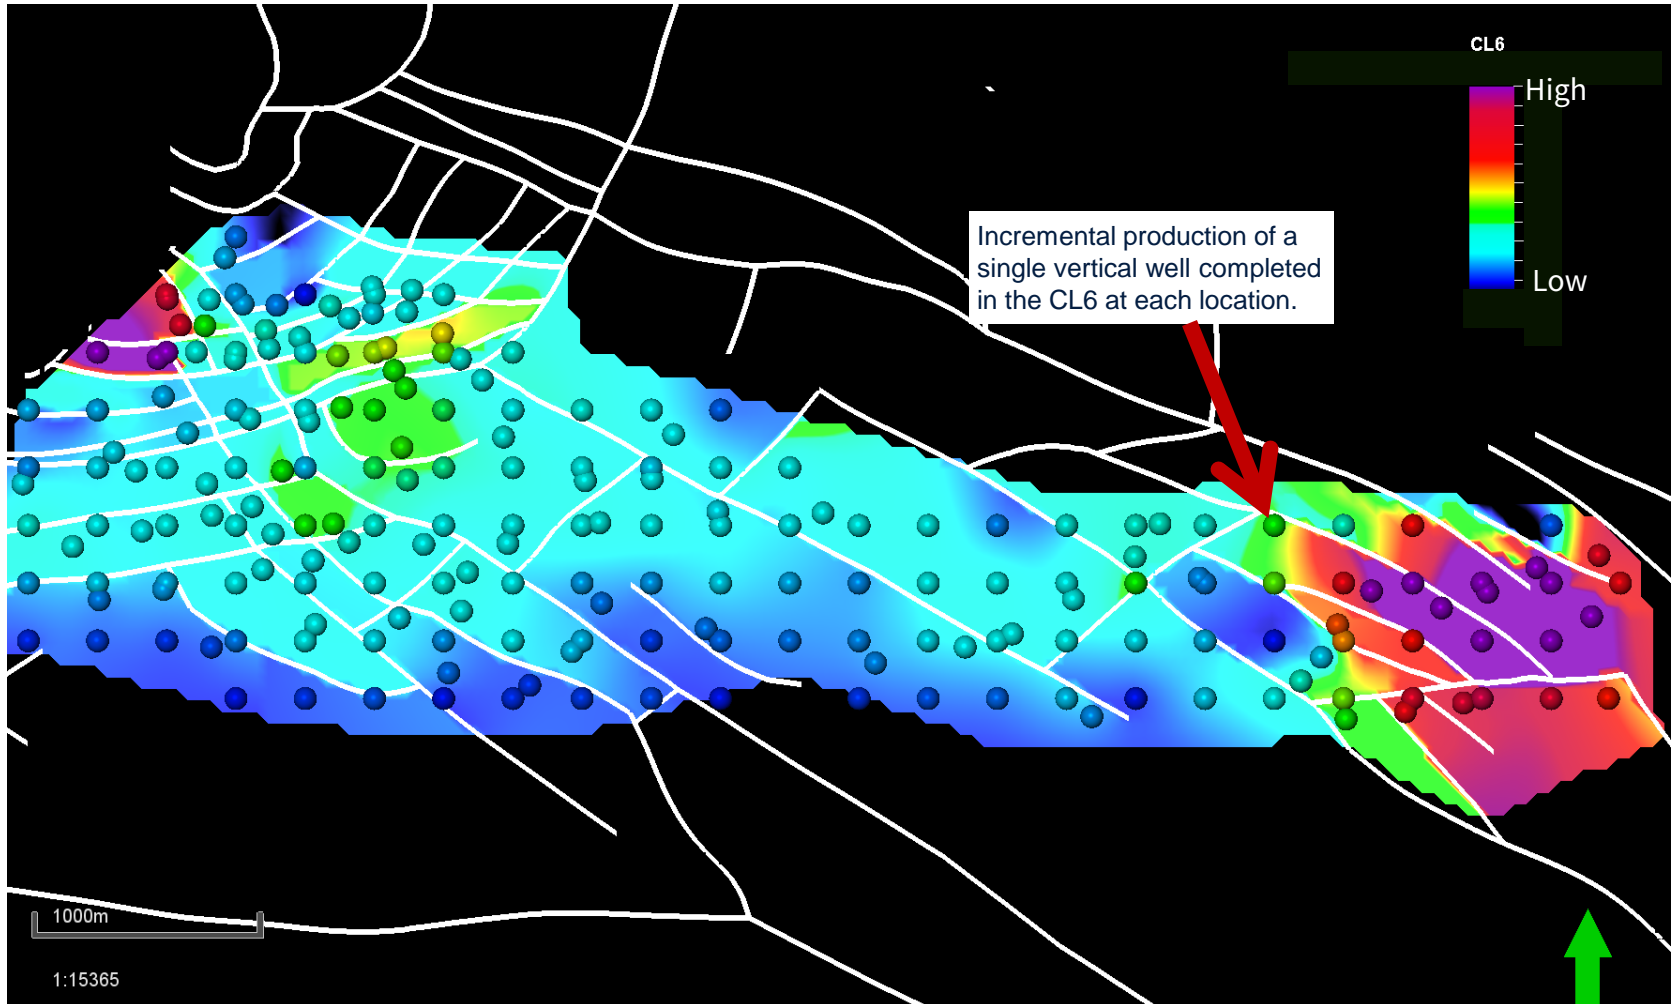 CL6
High
Low
Incremental production of a
single vertical well completed
in the CL6 at each location.
1000m
1:15365